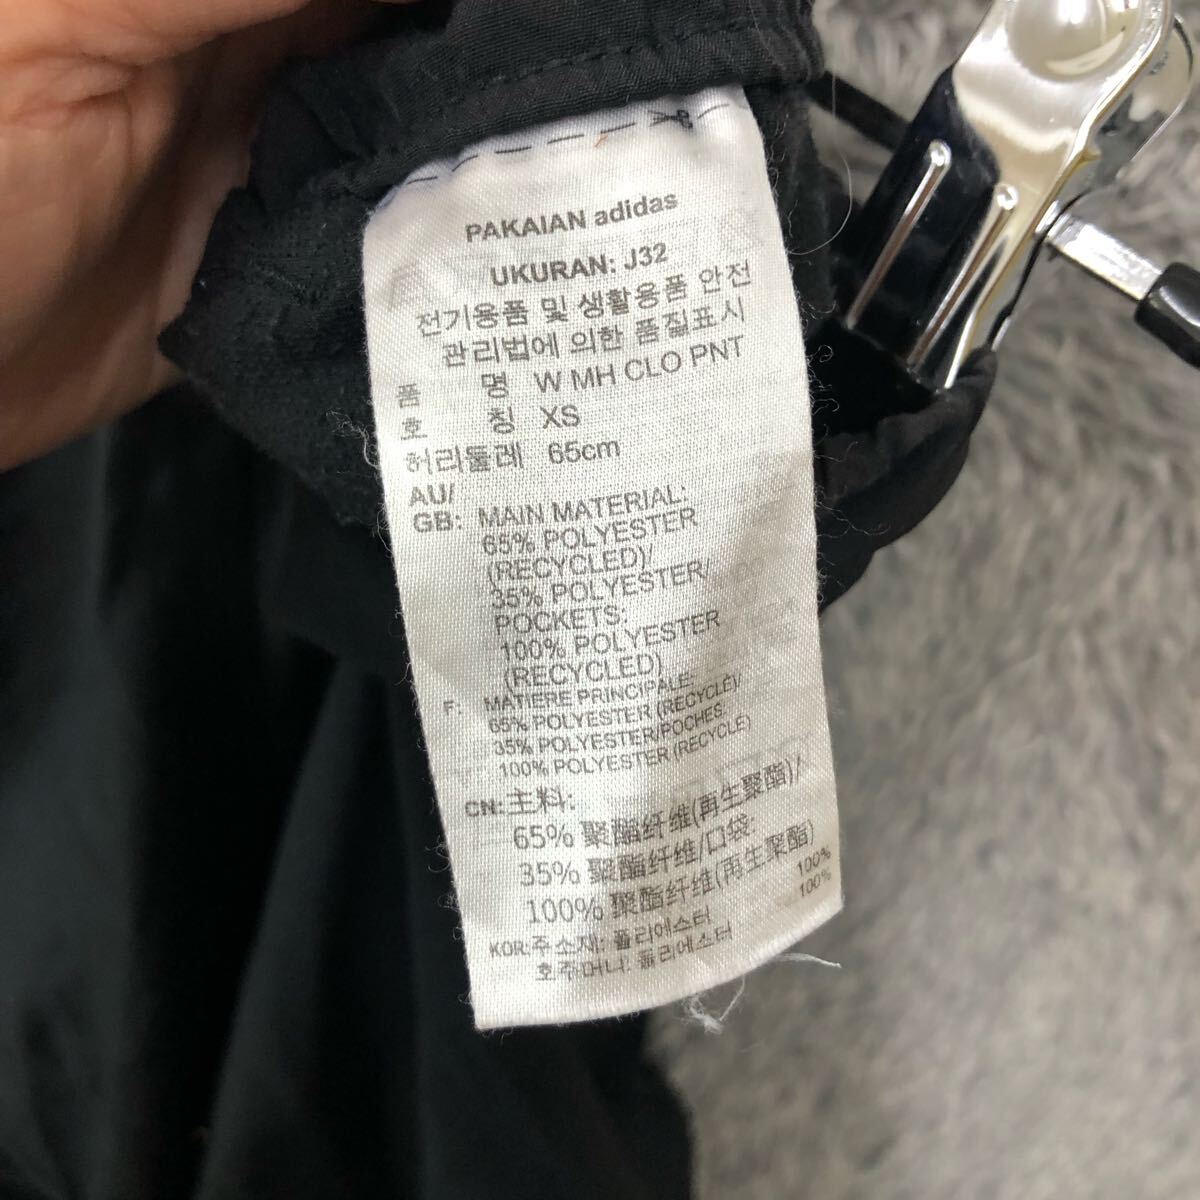 PAKAIAN adidas
UKURAN: J32
전기용품 및 생활용품 안전
관리법에 의한 품질표시
품 명 W MH CLO PNT
호 칭 XS
허리둘레 65cm
AU/
GB: MAIN MATERIAL:
65% POLYESTER
(RECYCLED)/
35% POLYESTER/
POCKETS:
100% POLYESTER
(RECYCLED)
F: MATIERE PRINCIPALE:
65% POLYESTER (RECYCLE)/
35% POLYESTER/POCHES:
100% POLYESTER (RECYCLE)
CN: 主料:
65% 聚酯纤维(再生聚酯)/
35% 聚酯纤维/口袋:
100% 聚酯纤维(再生聚酯)
KOR: 주소재: 폴리에스터 100%
호주머니: 폴리에스터 100%